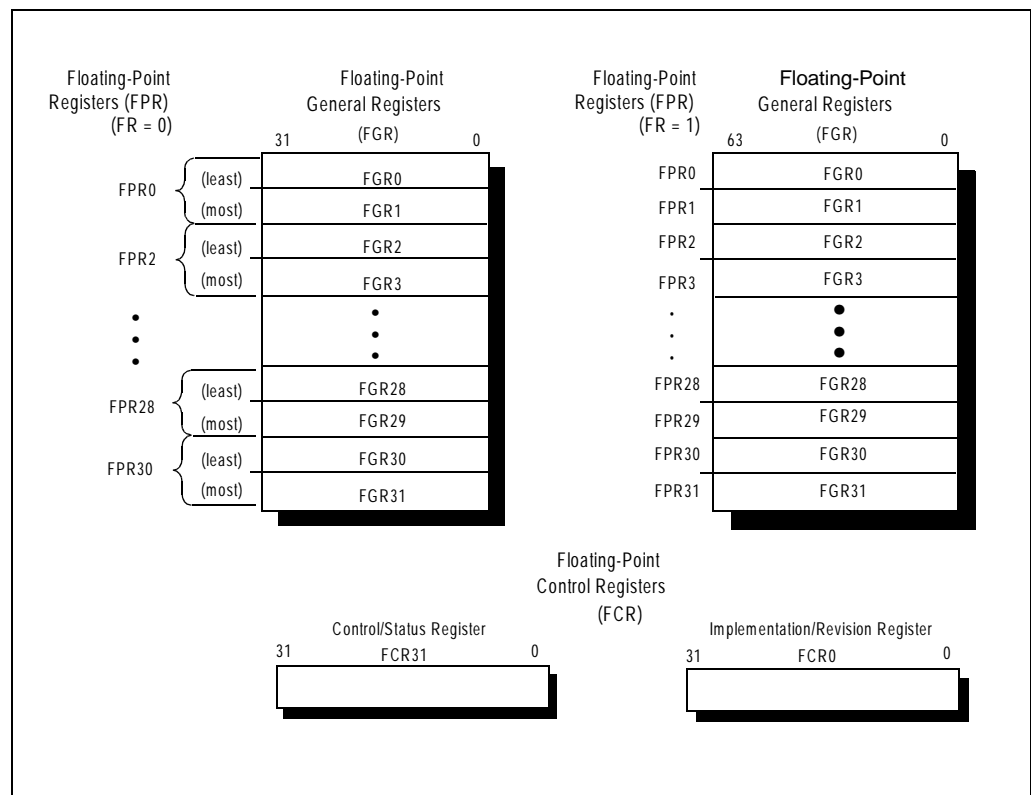 Floating-Point
Registers (FPR)
(FR = 0)
Floating-Point
General Registers
(FGR)
31 0
FPR0
(least) FGR0
(most) FGR1
FPR2
(least) FGR2
(most) FGR3
FPR28
(least) FGR28
(most) FGR29
FPR30
(least) FGR30
(most) FGR31
Floating-Point
Registers (FPR)
(FR = 1)
Floating-Point
General Registers
(FGR)
63 0
FPR0 FGR0
FPR1 FGR1
FPR2 FGR2
FPR3 FGR3
FPR28 FGR28
FPR29 FGR29
FPR30 FGR30
FPR31 FGR31
Floating-Point
Control Registers
(FCR)
Control/Status Register
31 FCR31 0
Implementation/Revision Register
31 FCR0 0